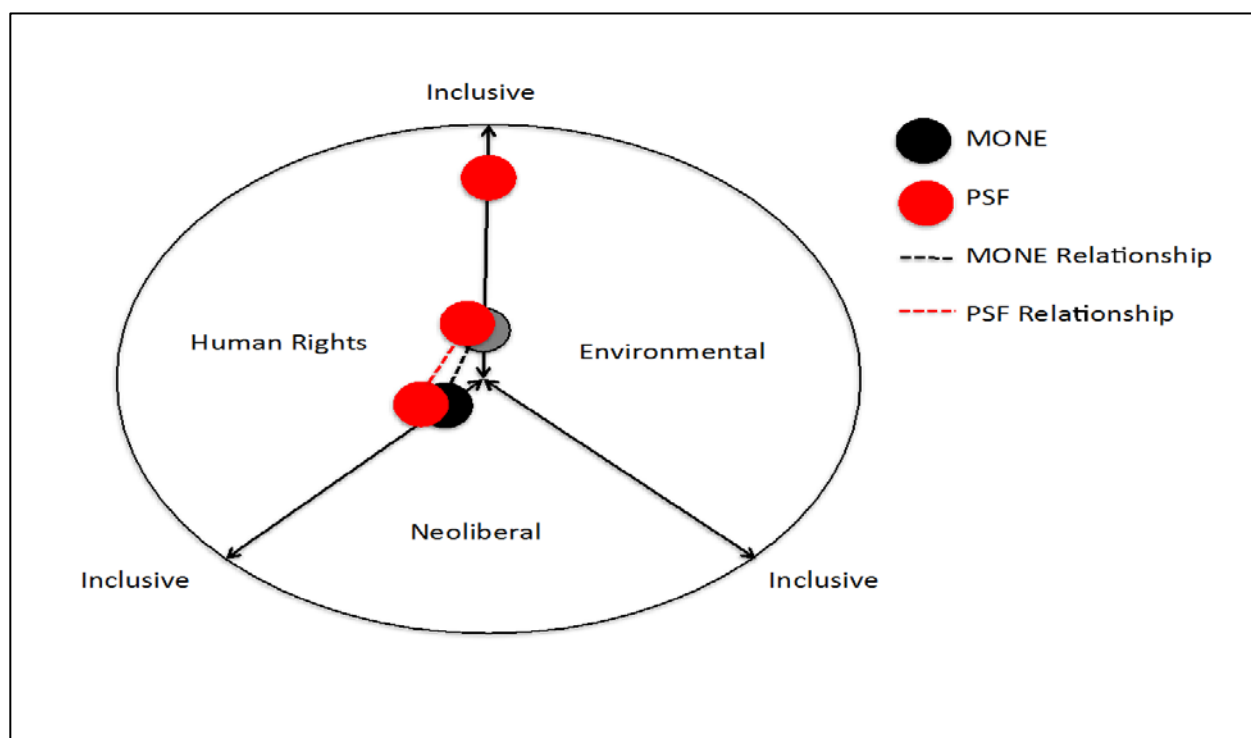 Inclusive
MONE
PSF
MONE Relationship
PSF Relationship
Human Rights
Environmental
Neoliberal
Inclusive
Inclusive